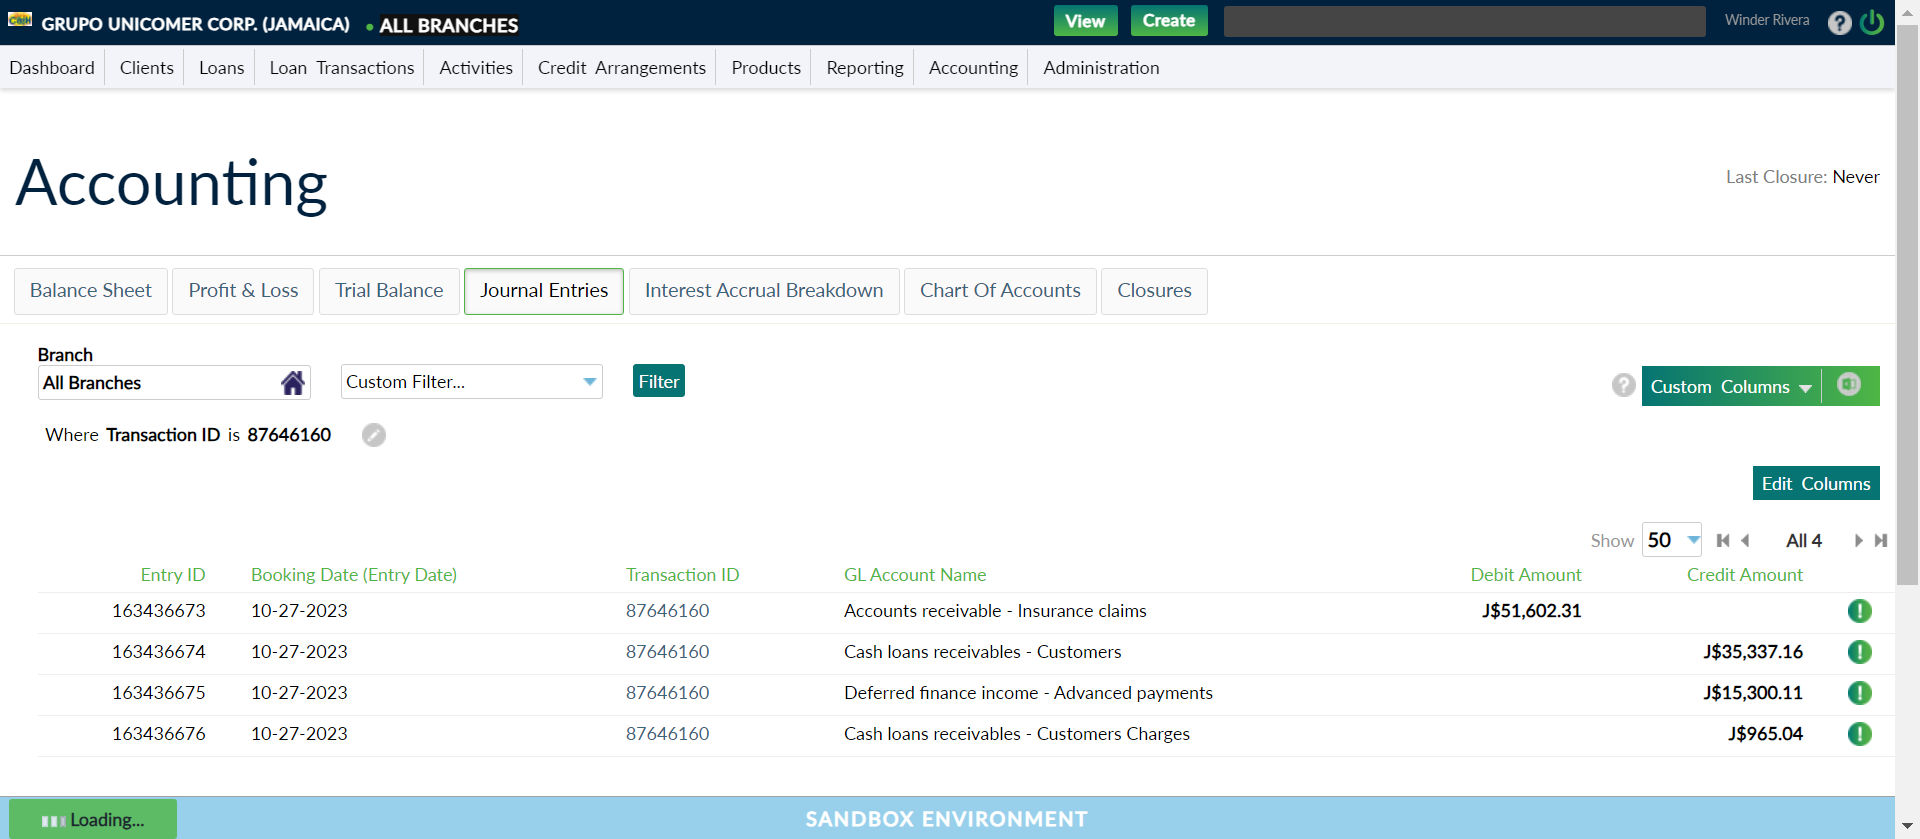 Cash GRUPO UNICOMER CORP. (JAMAICA) ALL BRANCHES View Create Winder Rivera ?
Dashboard Clients Loans Loan Transactions Activities Credit Arrangements Products Reporting Accounting Administration
Accounting
Last Closure: Never
Balance Sheet Profit & Loss Trial Balance Journal Entries Interest Accrual Breakdown Chart Of Accounts Closures
Branch
All Branches Custom Filter... Filter ? Custom Columns
Where Transaction ID is 87646160
Edit Columns
Show 50 All 4
Entry ID Booking Date (Entry Date) Transaction ID GL Account Name Debit Amount Credit Amount
163436673 10-27-2023 87646160 Accounts receivable - Insurance claims J$51,602.31 !
163436674 10-27-2023 87646160 Cash loans receivables - Customers J$35,337.16 !
163436675 10-27-2023 87646160 Deferred finance income - Advanced payments J$15,300.11 !
163436676 10-27-2023 87646160 Cash loans receivables - Customers Charges J$965.04 !
Loading... SANDBOX ENVIRONMENT